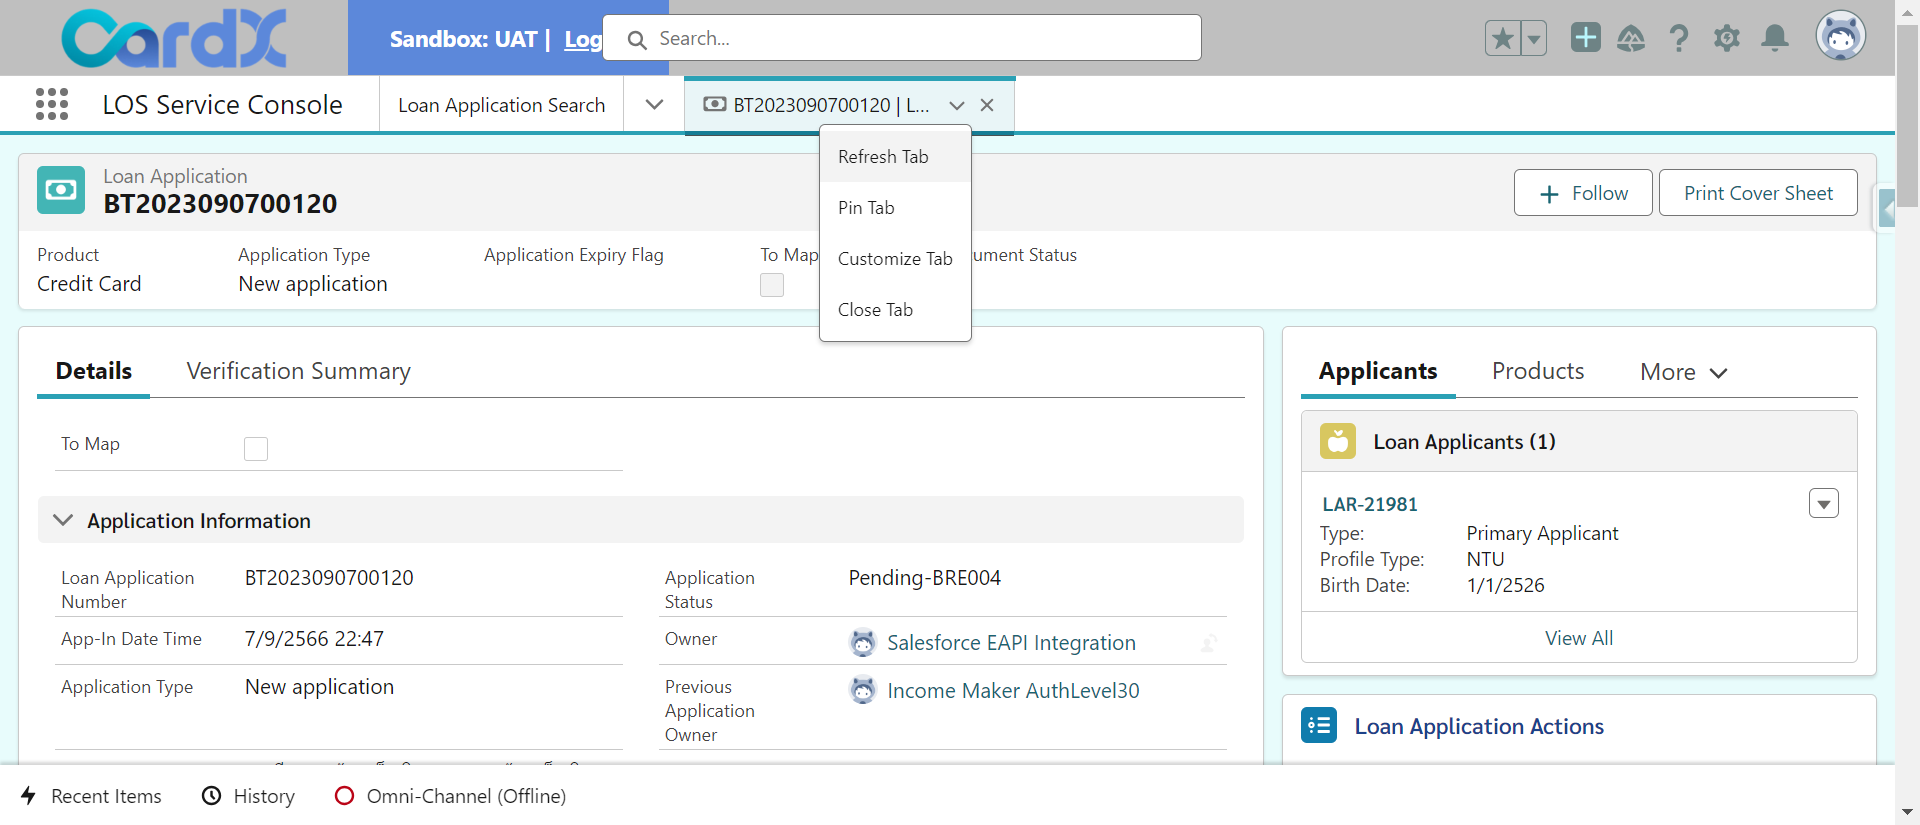 CardX
Sandbox: UAT | Log
Search...
LOS Service Console
Loan Application Search
BT2023090700120 | L...
Refresh Tab
Pin Tab
Customize Tab
Close Tab
Loan Application
BT2023090700120
Follow
Print Cover Sheet
Product
Application Type
Application Expiry Flag
To Map
ument Status
Credit Card
New application
Details
Verification Summary
To Map
Application Information
Loan Application Number
BT2023090700120
Application Status
Pending-BRE004
App-In Date Time
7/9/2566 22:47
Owner
Salesforce EAPI Integration
Application Type
New application
Previous Application Owner
Income Maker AuthLevel30
Applicants
Products
More
Loan Applicants (1)
LAR-21981
Type:
Primary Applicant
Profile Type:
NTU
Birth Date:
1/1/2526
View All
Loan Application Actions
Recent Items
History
Omni-Channel (Offline)